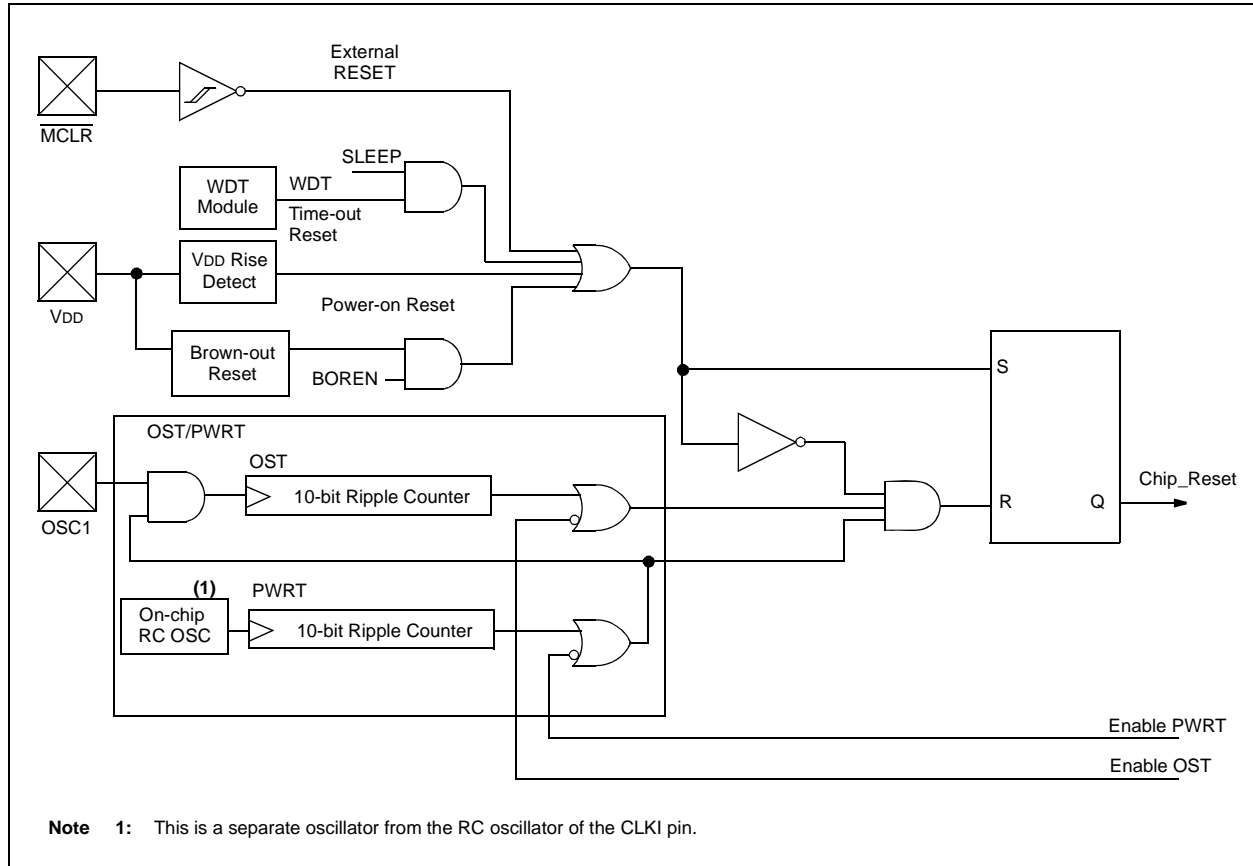 External
RESET
MCLR
SLEEP
WDT
Module
WDT
Time-out
Reset
VDD
VDD Rise
Detect
Power-on Reset
Brown-out
Reset
BOREN
S
R
Q
Chip_Reset
OST/PWRT
OSC1
OST
10-bit Ripple Counter
(1)
On-chip
RC OSC
PWRT
10-bit Ripple Counter
Enable PWRT
Enable OST
Note 1: This is a separate oscillator from the RC oscillator of the CLKI pin.